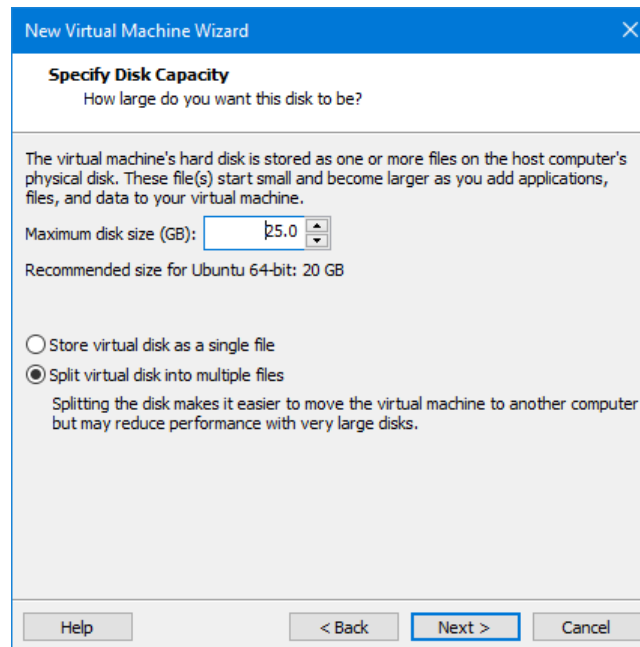 New Virtual Machine Wizard
Specify Disk Capacity
How large do you want this disk to be?
The virtual machine's hard disk is stored as one or more files on the host computer's
physical disk. These file(s) start small and become larger as you add applications,
files, and data to your virtual machine.
Maximum disk size (GB): 25.0
Recommended size for Ubuntu 64-bit: 20 GB
Store virtual disk as a single file
Split virtual disk into multiple files
Splitting the disk makes it easier to move the virtual machine to another computer
but may reduce performance with very large disks.
Help < Back Next > Cancel